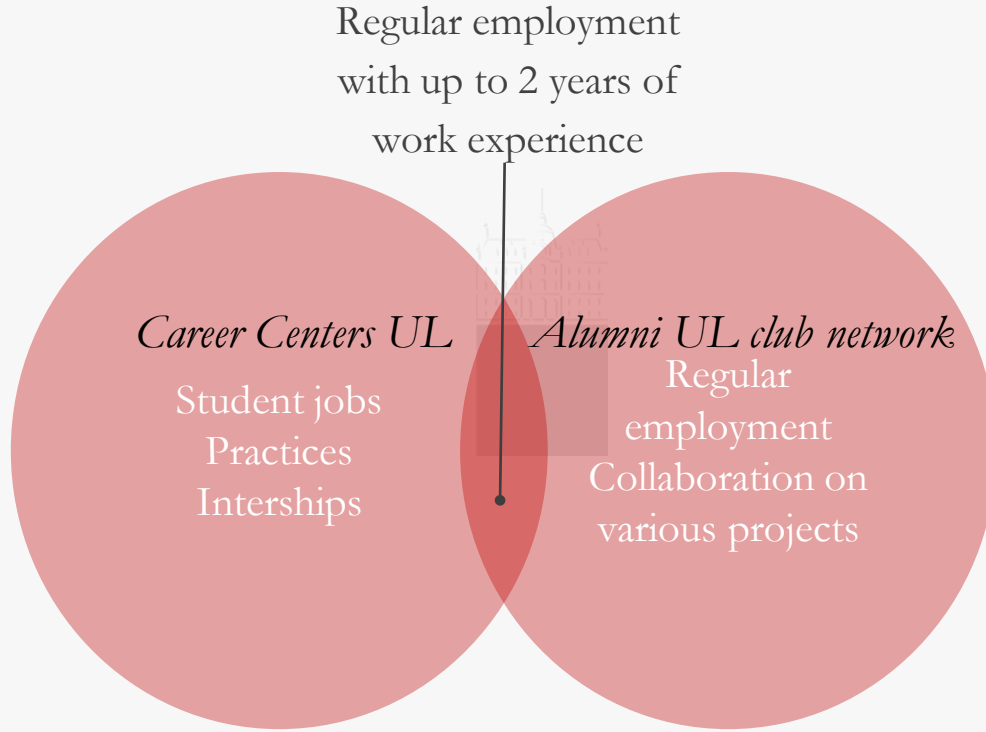 Regular employment
with up to 2 years of
work experience
Career Centers UL
Student jobs
Practices
Interships
Alumni UL club network
Regular
employment
Collaboration on
various projects